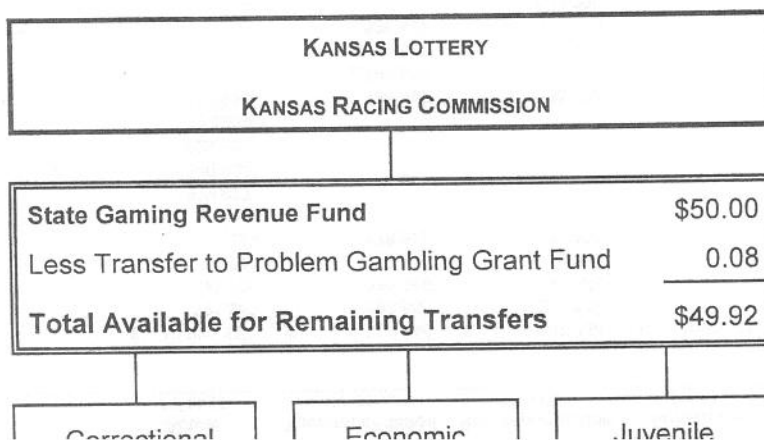 KANSAS LOTTERY
KANSAS RACING COMMISSION
State Gaming Revenue Fund $50.00
Less Transfer to Problem Gambling Grant Fund 0.08
Total Available for Remaining Transfers $49.92
Correctional Economic Juvenile